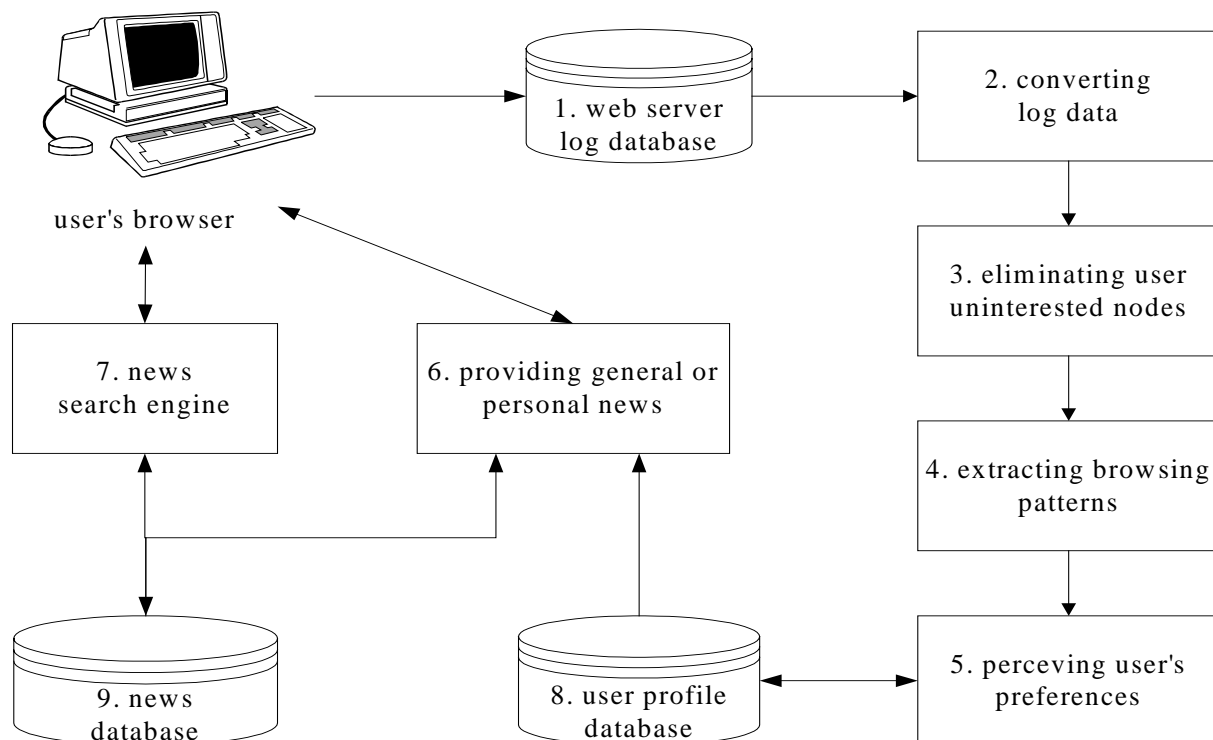 1. web server
log database
2. converting
log data
user's browser
3. eliminating user
uninterested nodes
7. news
search engine
6. providing general or
personal news
4. extracting browsing
patterns
9. news
database
8. user profile
database
5. perceving user's
preferences